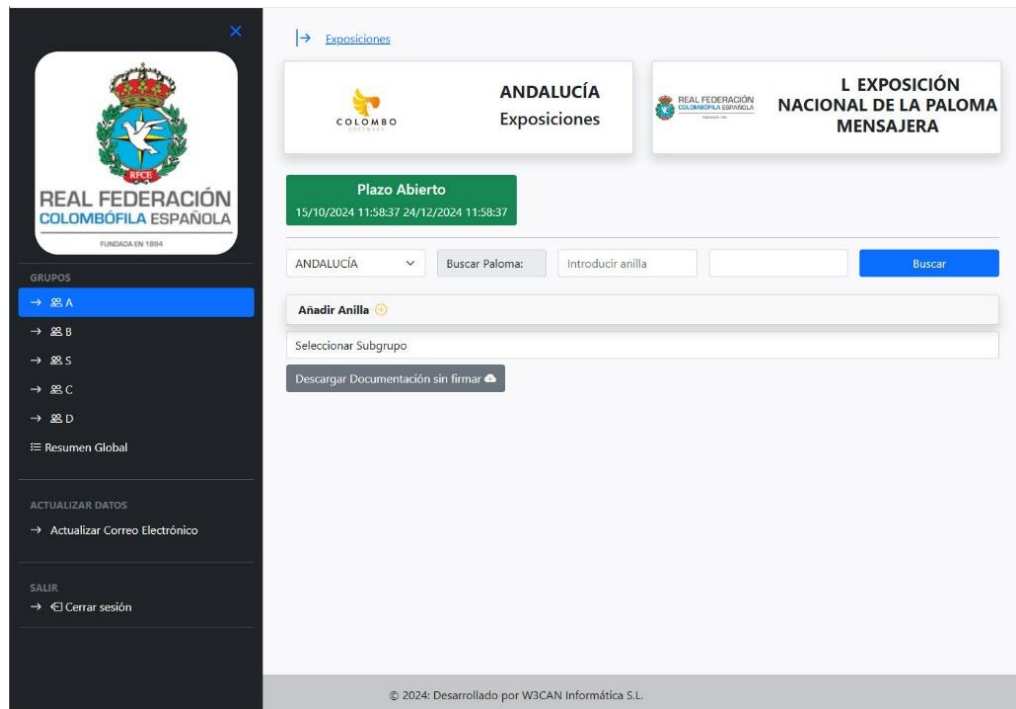 REAL FEDERACIÓN
COLOMBÓFILA ESPAÑOLA
FUNDADA EN 1894
RFCE
GRUPOS
A
B
S
C
D
Resumen Global
ACTUALIZAR DATOS
Actualizar Correo Electrónico
SALIR
Cerrar sesión
Exposiciones
COLOMBO
SOFTWARE
ANDALUCÍA
Exposiciones
REAL FEDERACIÓN
COLOMBÓFILA ESPAÑOLA
L EXPOSICIÓN
NACIONAL DE LA PALOMA
MENSAJERA
Plazo Abierto
15/10/2024 11:58:37 24/12/2024 11:58:37
ANDALUCÍA
Buscar Paloma:
Introducir anilla
Buscar
Añadir Anilla
Seleccionar Subgrupo
Descargar Documentación sin firmar
© 2024: Desarrollado por W3CAN Informática S.L.